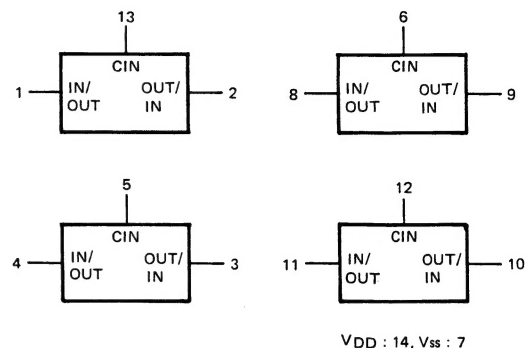 13
6
CIN
CIN
1
IN/
OUT
OUT/
IN
2
8
IN/
OUT
OUT/
IN
9
5
12
CIN
CIN
4
IN/
OUT
OUT/
IN
3
11
IN/
OUT
OUT/
IN
10
VDD : 14, Vss : 7